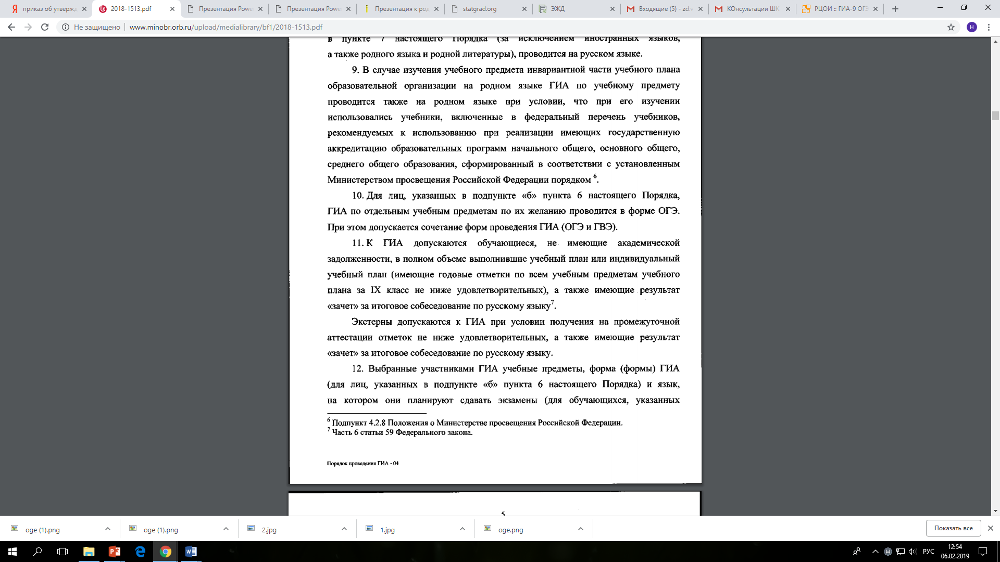 приказ об утвержд
2018-1513.pdf
Презентация Powe
Презентация Powe
Презентация к род
statgrad.org
ЭЖД
Входящие (5) - zd.v
КОнсультации ШК
РЦОИ :: ГИА-9 ОГЭ
Не защищено
www.minobr.orb.ru/upload/medialibrary/bf1/2018-1513.pdf
Н
в пункте 7 настоящего Порядка (за исключением иностранных языков,
а также родного языка и родной литературы), проводится на русском языке.
9. В случае изучения учебного предмета инвариантной части учебного плана
образовательной организации на родном языке ГИА по учебному предмету
проводится также на родном языке при условии, что при его изучении
использовались учебники, включенные в федеральный перечень учебников,
рекомендуемых к использованию при реализации имеющих государственную
аккредитацию образовательных программ начального общего, основного общего,
среднего общего образования, сформированный в соответствии с установленным
Министерством просвещения Российской Федерации порядком 6.
10. Для лиц, указанных в подпункте «б» пункта 6 настоящего Порядка,
ГИА по отдельным учебным предметам по их желанию проводится в форме ОГЭ.
При этом допускается сочетание форм проведения ГИА (ОГЭ и ГВЭ).
11. К ГИА допускаются обучающиеся, не имеющие академической
задолженности, в полном объеме выполнившие учебный план или индивидуальный
учебный план (имеющие годовые отметки по всем учебным предметам учебного
плана за IX класс не ниже удовлетворительных), а также имеющие результат
«зачет» за итоговое собеседование по русскому языку7.
Экстерны допускаются к ГИА при условии получения на промежуточной
аттестации отметок не ниже удовлетворительных, а также имеющие результат
«зачет» за итоговое собеседование по русскому языку.
12. Выбранные участниками ГИА учебные предметы, форма (формы) ГИА
(для лиц, указанных в подпункте «б» пункта 6 настоящего Порядка) и язык,
на котором они планируют сдавать экзамены (для обучающихся, указанных
6 Подпункт 4.2.8 Положения о Министерстве просвещения Российской Федерации.
7 Часть 6 статьи 59 Федерального закона.
Порядок проведения ГИА - 04
5
oge (1).png
oge (1).png
2.jpg
1.jpg
oge.png
Показать все
РУС
12:54
06.02.2019